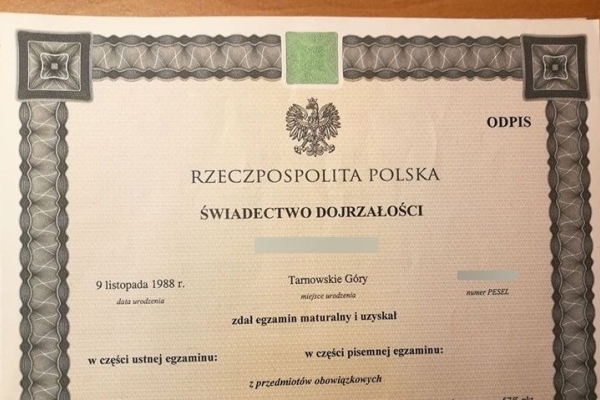 ODPIS
RZECZPOSPOLITA POLSKA
ŚWIADECTWO DOJRZAŁOŚCI
9 listopada 1988 r. Tarnowskie Góry
data urodzenia miejsce urodzenia numer PESEL
zdał egzamin maturalny i uzyskał
w części ustnej egzaminu: w części pisemnej egzaminu:
z przedmiotów obowiązkowych